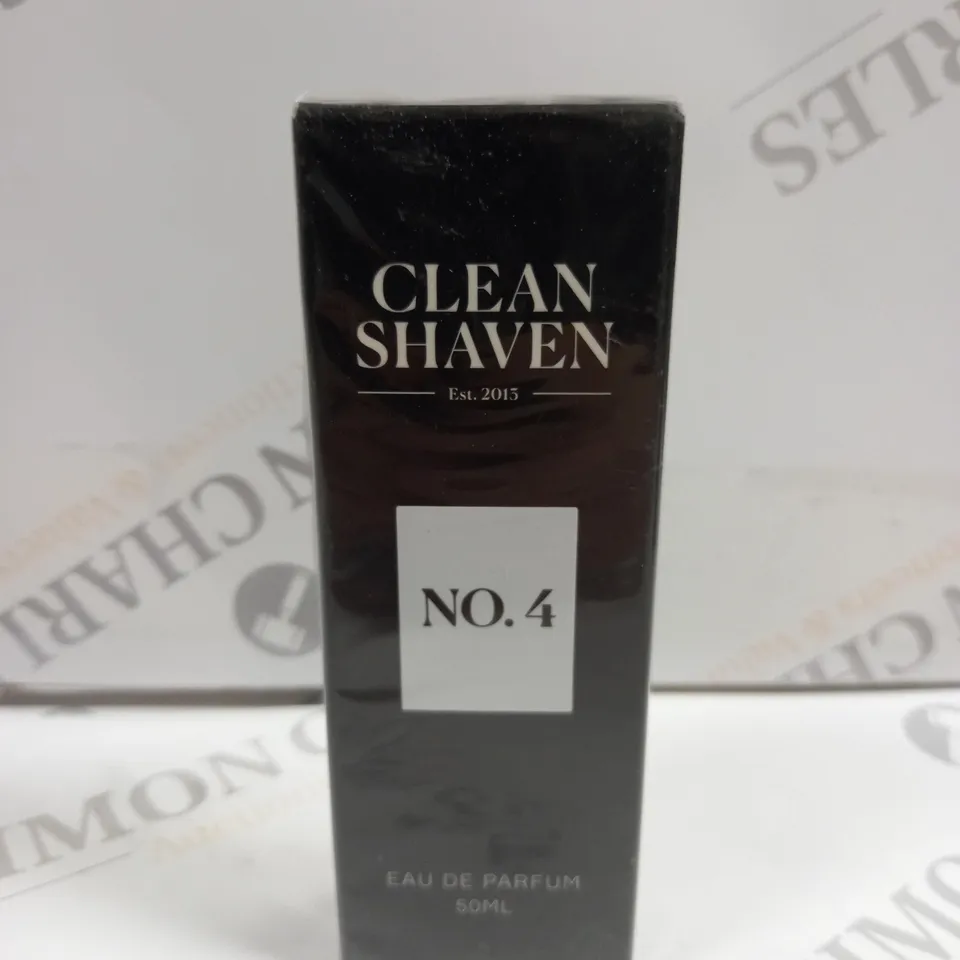 CLEAN
SHAVEN
Est. 2015
NO. 4
EAU DE PARFUM
50ML